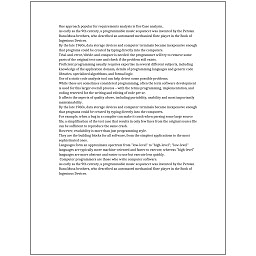 One approach popular for requirements analysis is Use Case analysis.
as early as the 9th century, a programmable music sequencer was invented by the Persian
Banu Musa brothers, who described an automated mechanical flute player in the Book of
Ingenious Devices
By the late 1960s, data storage devices and computer terminals became inexpensive enough
that programs could be created by typing directly into the computers.
Trial-and-error/divide-and-conquer is needed: the programmer will try to remove some
parts of the original test case and check if the problem still exists.
Proficient programming usually requires expertise in several different subjects, including
knowledge of the application domain, details of programming languages and generic code
libraries, specialized algorithms, and formal logic.
Use of a static code analysis tool can help detect some possible problems.
While these are sometimes considered programming, often the term software development
is used for this larger overall process – with the terms programming, implementation, and
coding reserved for the writing and editing of code per se.
It affects the aspects of quality above, including portability, usability and most importantly
maintainability.
By the late 1960s, data storage devices and computer terminals became inexpensive enough
that programs could be created by typing directly into the computers.
For example, when a bug in a compiler can make it crash when parsing some large source
file, a simplification of the test case that results in only few lines from the original source file
can be sufficient to reproduce the same crash.
However, readability is more than just programming style.
They are the building blocks for all software, from the simplest applications to the most
sophisticated ones.
Languages form an approximate spectrum from "low-level" to "high-level"; "low-level"
languages are typically more machine-oriented and faster to execute, whereas "high-level"
languages are more abstract and easier to use but execute less quickly.
Computer programmers are those who write computer software.
as early as the 9th century, a programmable music sequencer was invented by the Persian
Banu Musa brothers, who described an automated mechanical flute player in the Book of
Ingenious Devices.